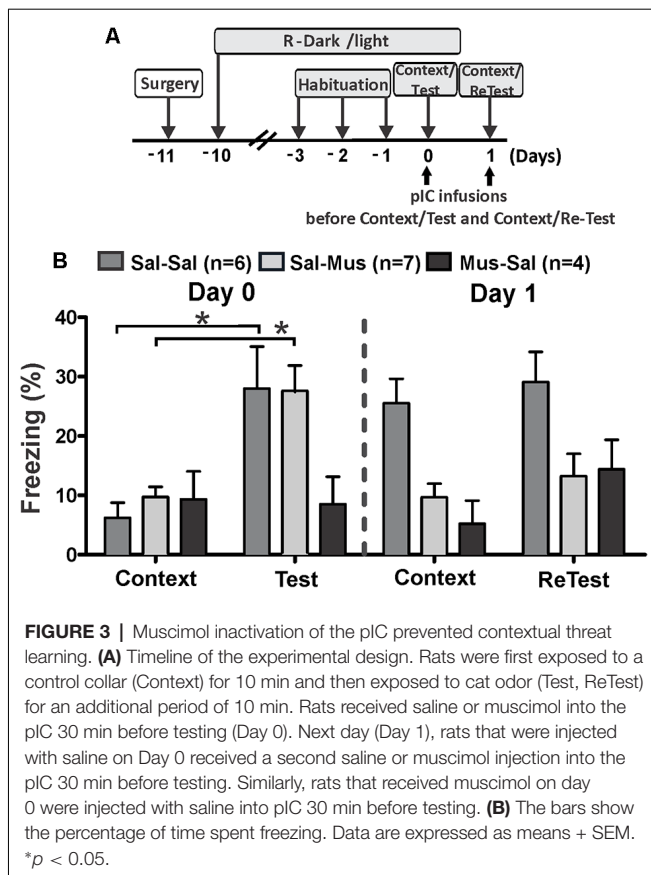 A
R-Dark /light
Surgery
Habituation
Context/
Test
Context/
ReTest
-11 -10 -3 -2 -1 0 1 (Days)
pIC infusions
before Context/Test and Context/Re-Test
B
Sal-Sal (n=6) Sal-Mus (n=7) Mus-Sal (n=4)
Day 0 Day 1
* *
Freezing (%)
40
30
20
10
0
Context Test Context ReTest
FIGURE 3 | Muscimol inactivation of the pIC prevented contextual threat
learning. (A) Timeline of the experimental design. Rats were first exposed to a
control collar (Context) for 10 min and then exposed to cat odor (Test, ReTest)
for an additional period of 10 min. Rats received saline or muscimol into the
pIC 30 min before testing (Day 0). Next day (Day 1), rats that were injected
with saline on Day 0 received a second saline or muscimol injection into the
pIC 30 min before testing. Similarly, rats that received muscimol on day
0 were injected with saline into pIC 30 min before testing. (B) The bars show
the percentage of time spent freezing. Data are expressed as means + SEM.
*p < 0.05.